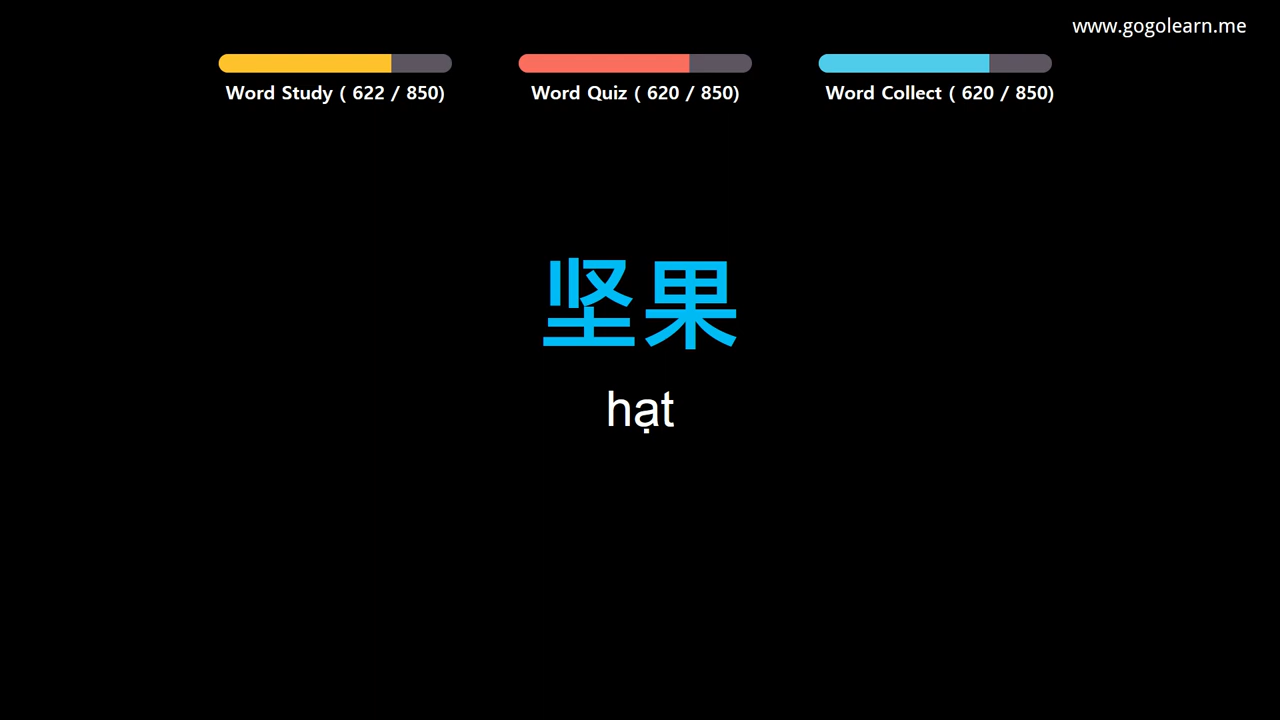 www.gogolearn.me
Word Study ( 622 / 850)
Word Quiz ( 620 / 850)
Word Collect ( 620 / 850)
坚果
hạt